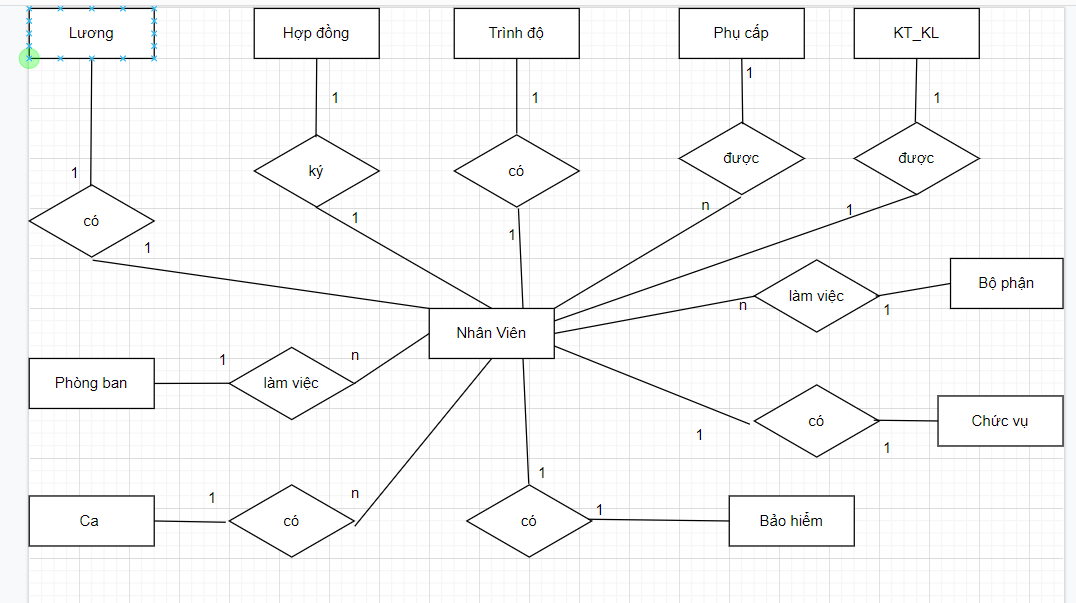 Lương
Hợp đồng
Trình độ
Phụ cấp
KT_KL
1
1
1
1
1
ký
có
được
được
có
1
1
1
n
1
làm việc
Bộ phận
n
1
Nhân Viên
1
n
Phòng ban
làm việc
1
có
Chức vụ
1
1
1
n
1
Ca
có
có
1
Bảo hiểm